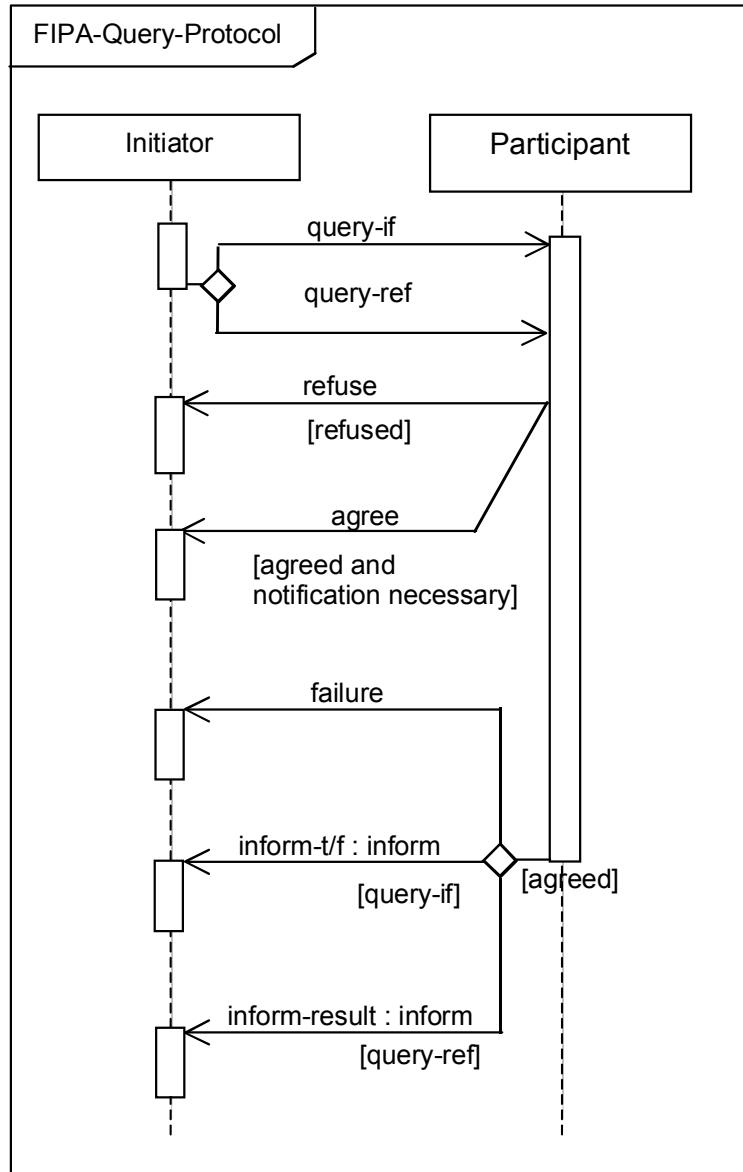 FIPA-Query-Protocol
Initiator
Participant
query-if
query-ref
refuse
[refused]
agree
[agreed and
notification necessary]
failure
inform-t/f : inform
[query-if]
[agreed]
inform-result : inform
[query-ref]